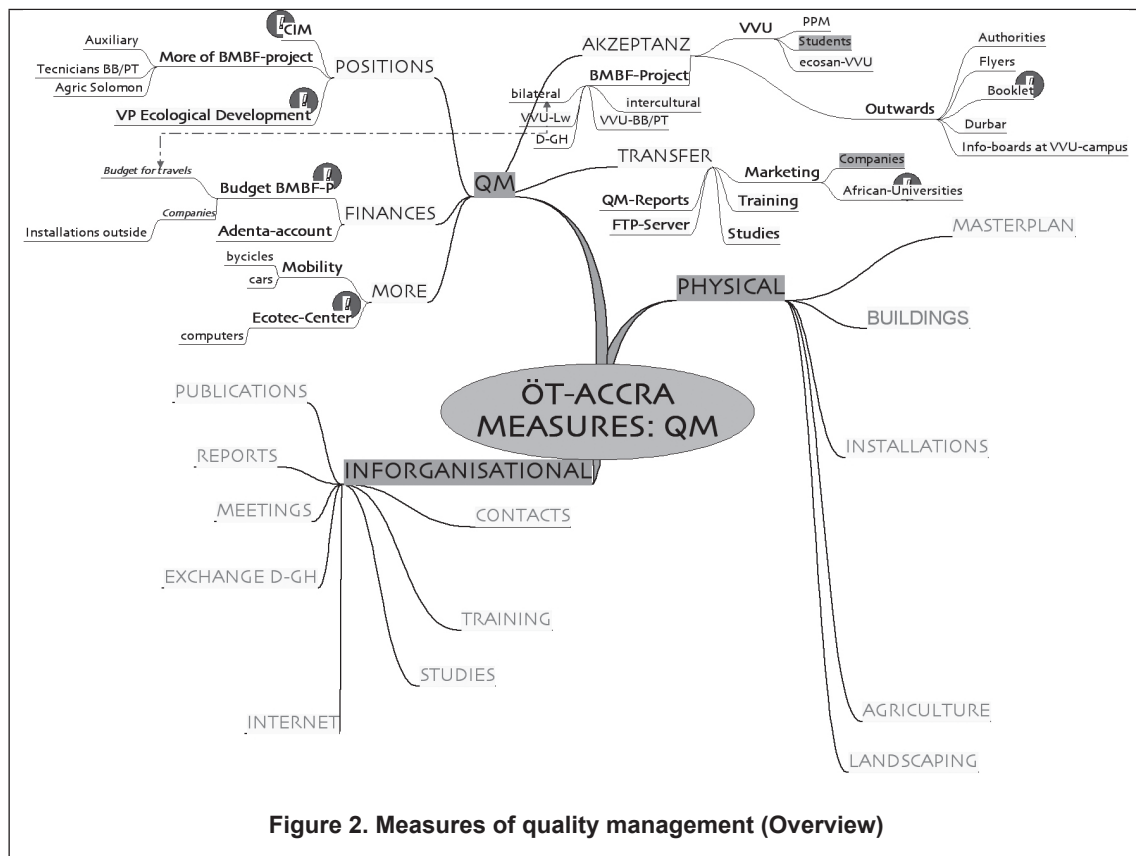 CIM
Auxiliary
More of BMBF-project
Tecnicians BB/PT
Agric Solomon
POSITIONS
VP Ecological Development
Budget for travels
Budget BMBF-P
Companies
Installations outside
FINANCES
Adenta-account
bycicles
Mobility
cars
MORE
Ecotec-Center
computers
QM
AKZEPTANZ
VVU
PPM
Students
ecosan-VVU
BMBF-Project
bilateral
VVU-Lw
D-GH
intercultural
VVU-BB/PT
Outwards
Authorities
Flyers
Booklet
Durbar
Info-boards at VVU-campus
TRANSFER
Marketing
Companies
African-Universities
QM-Reports
Training
FTP-Server
Studies
PHYSICAL
MASTERPLAN
BUILDINGS
INSTALLATIONS
AGRICULTURE
LANDSCAPING
ÖT-ACCRA
MEASURES: QM
INFORGANISATIONAL
PUBLICATIONS
REPORTS
MEETINGS
EXCHANGE D-GH
INTERNET
CONTACTS
TRAINING
STUDIES
Figure 2. Measures of quality management (Overview)